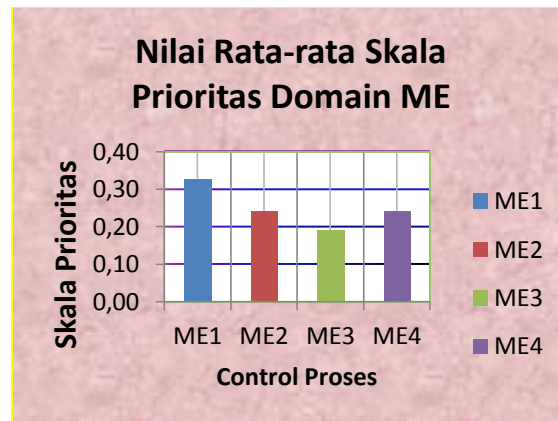 Nilai Rata-rata Skala
Prioritas Domain ME
Skala Prioritas
0,40
0,30
0,20
0,10
0,00
ME1 ME2 ME3 ME4
Control Proses
ME1
ME2
ME3
ME4